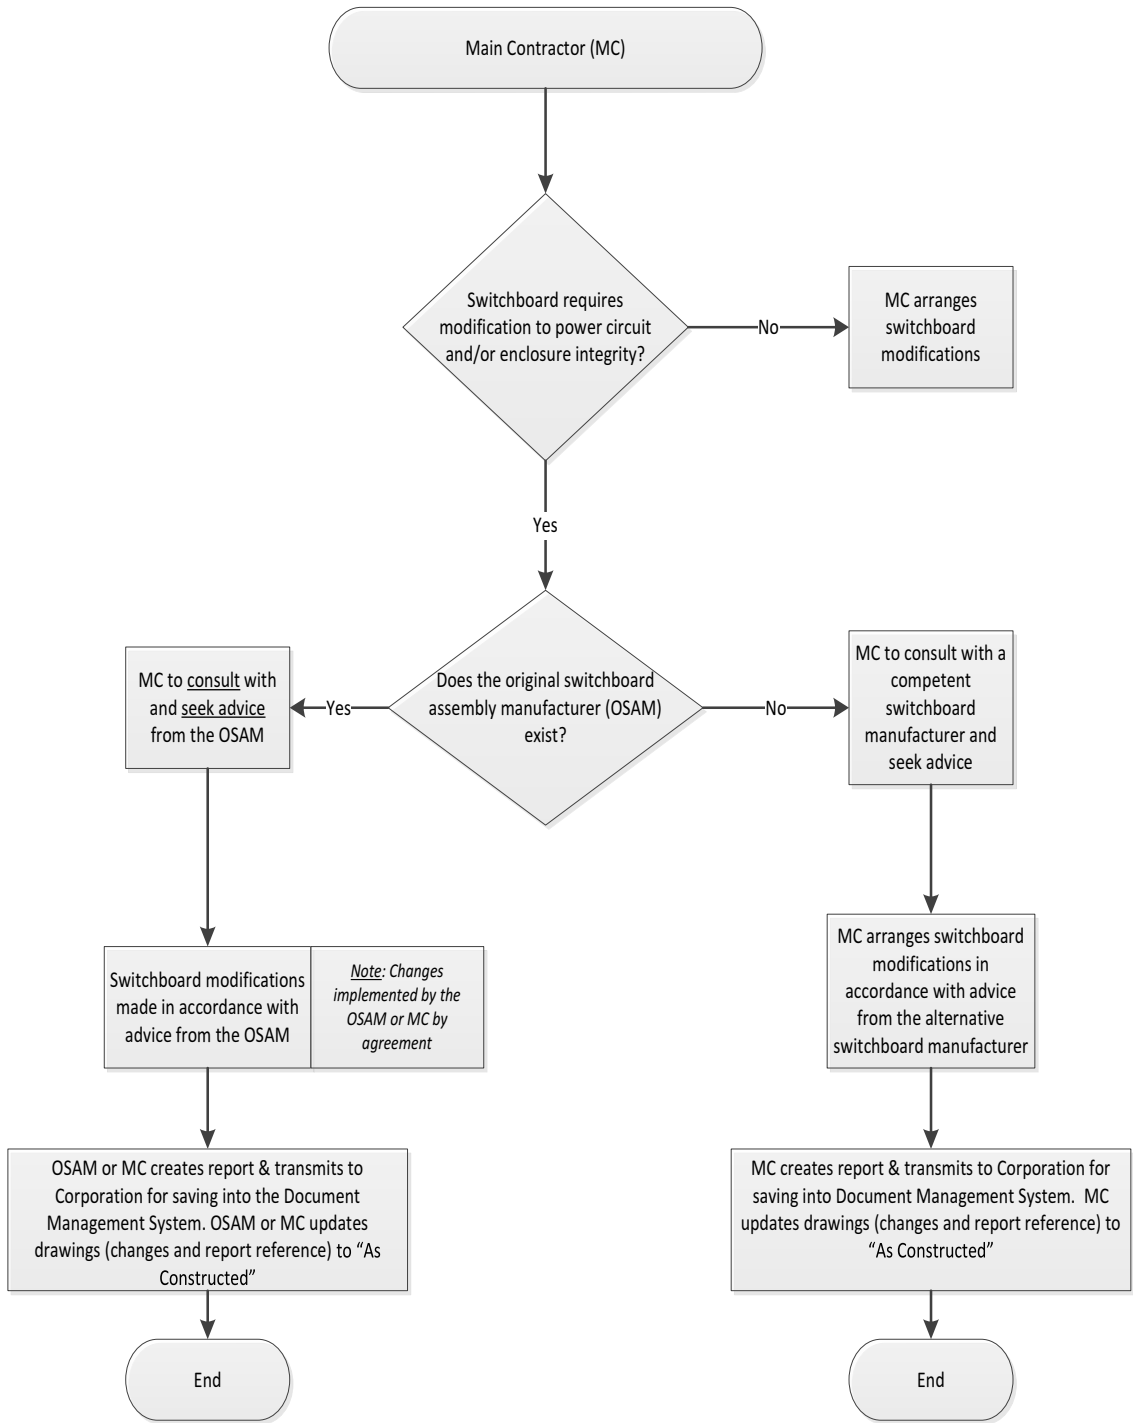 Main Contractor (MC)
Switchboard requires
modification to power circuit
and/or enclosure integrity?
No
MC arranges
switchboard
modifications
Yes
Does the original switchboard
assembly manufacturer (OSAM)
exist?
Yes
MC to consult with
and seek advice
from the OSAM
No
MC to consult with a
competent
switchboard
manufacturer and
seek advice
Switchboard modifications
made in accordance with
advice from the OSAM
Note: Changes
implemented by the
OSAM or MC by
agreement
MC arranges switchboard
modifications in
accordance with advice
from the alternative
switchboard manufacturer
OSAM or MC creates report & transmits to
Corporation for saving into the Document
Management System. OSAM or MC updates
drawings (changes and report reference) to “As
Constructed”
MC creates report & transmits to Corporation for
saving into Document Management System.  MC
updates drawings (changes and report reference) to
“As Constructed”
End
End